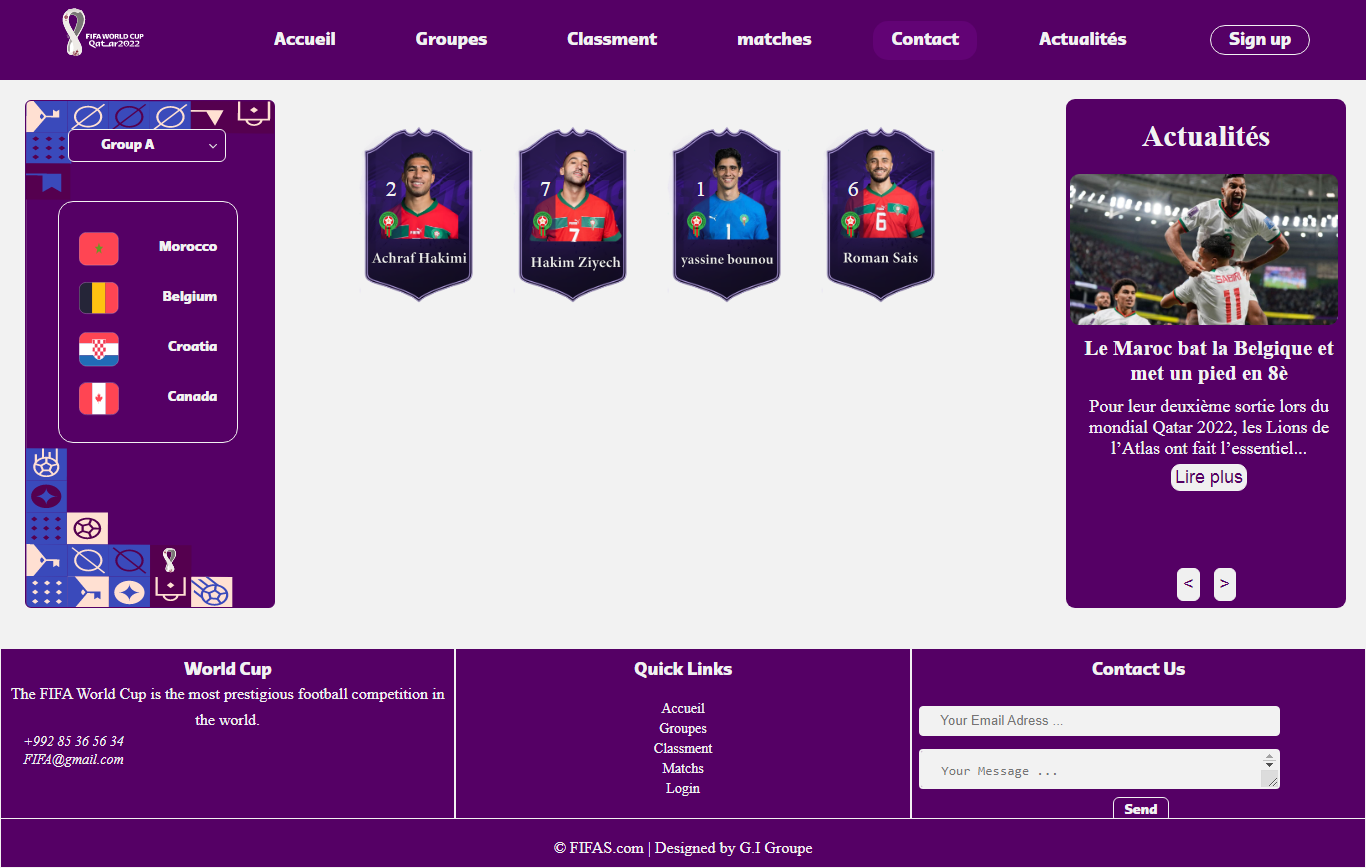 FIFA WORLD CUP
Qatar2022
Accueil
Groupes
Classment
matches
Contact
Actualités
Sign up
Group A
Morocco
Belgium
Croatia
Canada
2
Achraf Hakimi
7
7
Hakim Ziyech
1
1
yassine bounou
6
6
Roman Sais
Actualités
SABIRI
11
Le Maroc bat la Belgique et
met un pied en 8è
Pour leur deuxième sortie lors du
mondial Qatar 2022, les Lions de
l’Atlas ont fait l’essentiel...
Lire plus
< >
World Cup
The FIFA World Cup is the most prestigious football competition in
the world.
+992 85 36 56 34
FIFA@gmail.com
Quick Links
Accueil
Groupes
Classment
Matchs
Login
Contact Us
Your Email Adress ...
Your Message ...
Send
© FIFAS.com | Designed by G.I Groupe